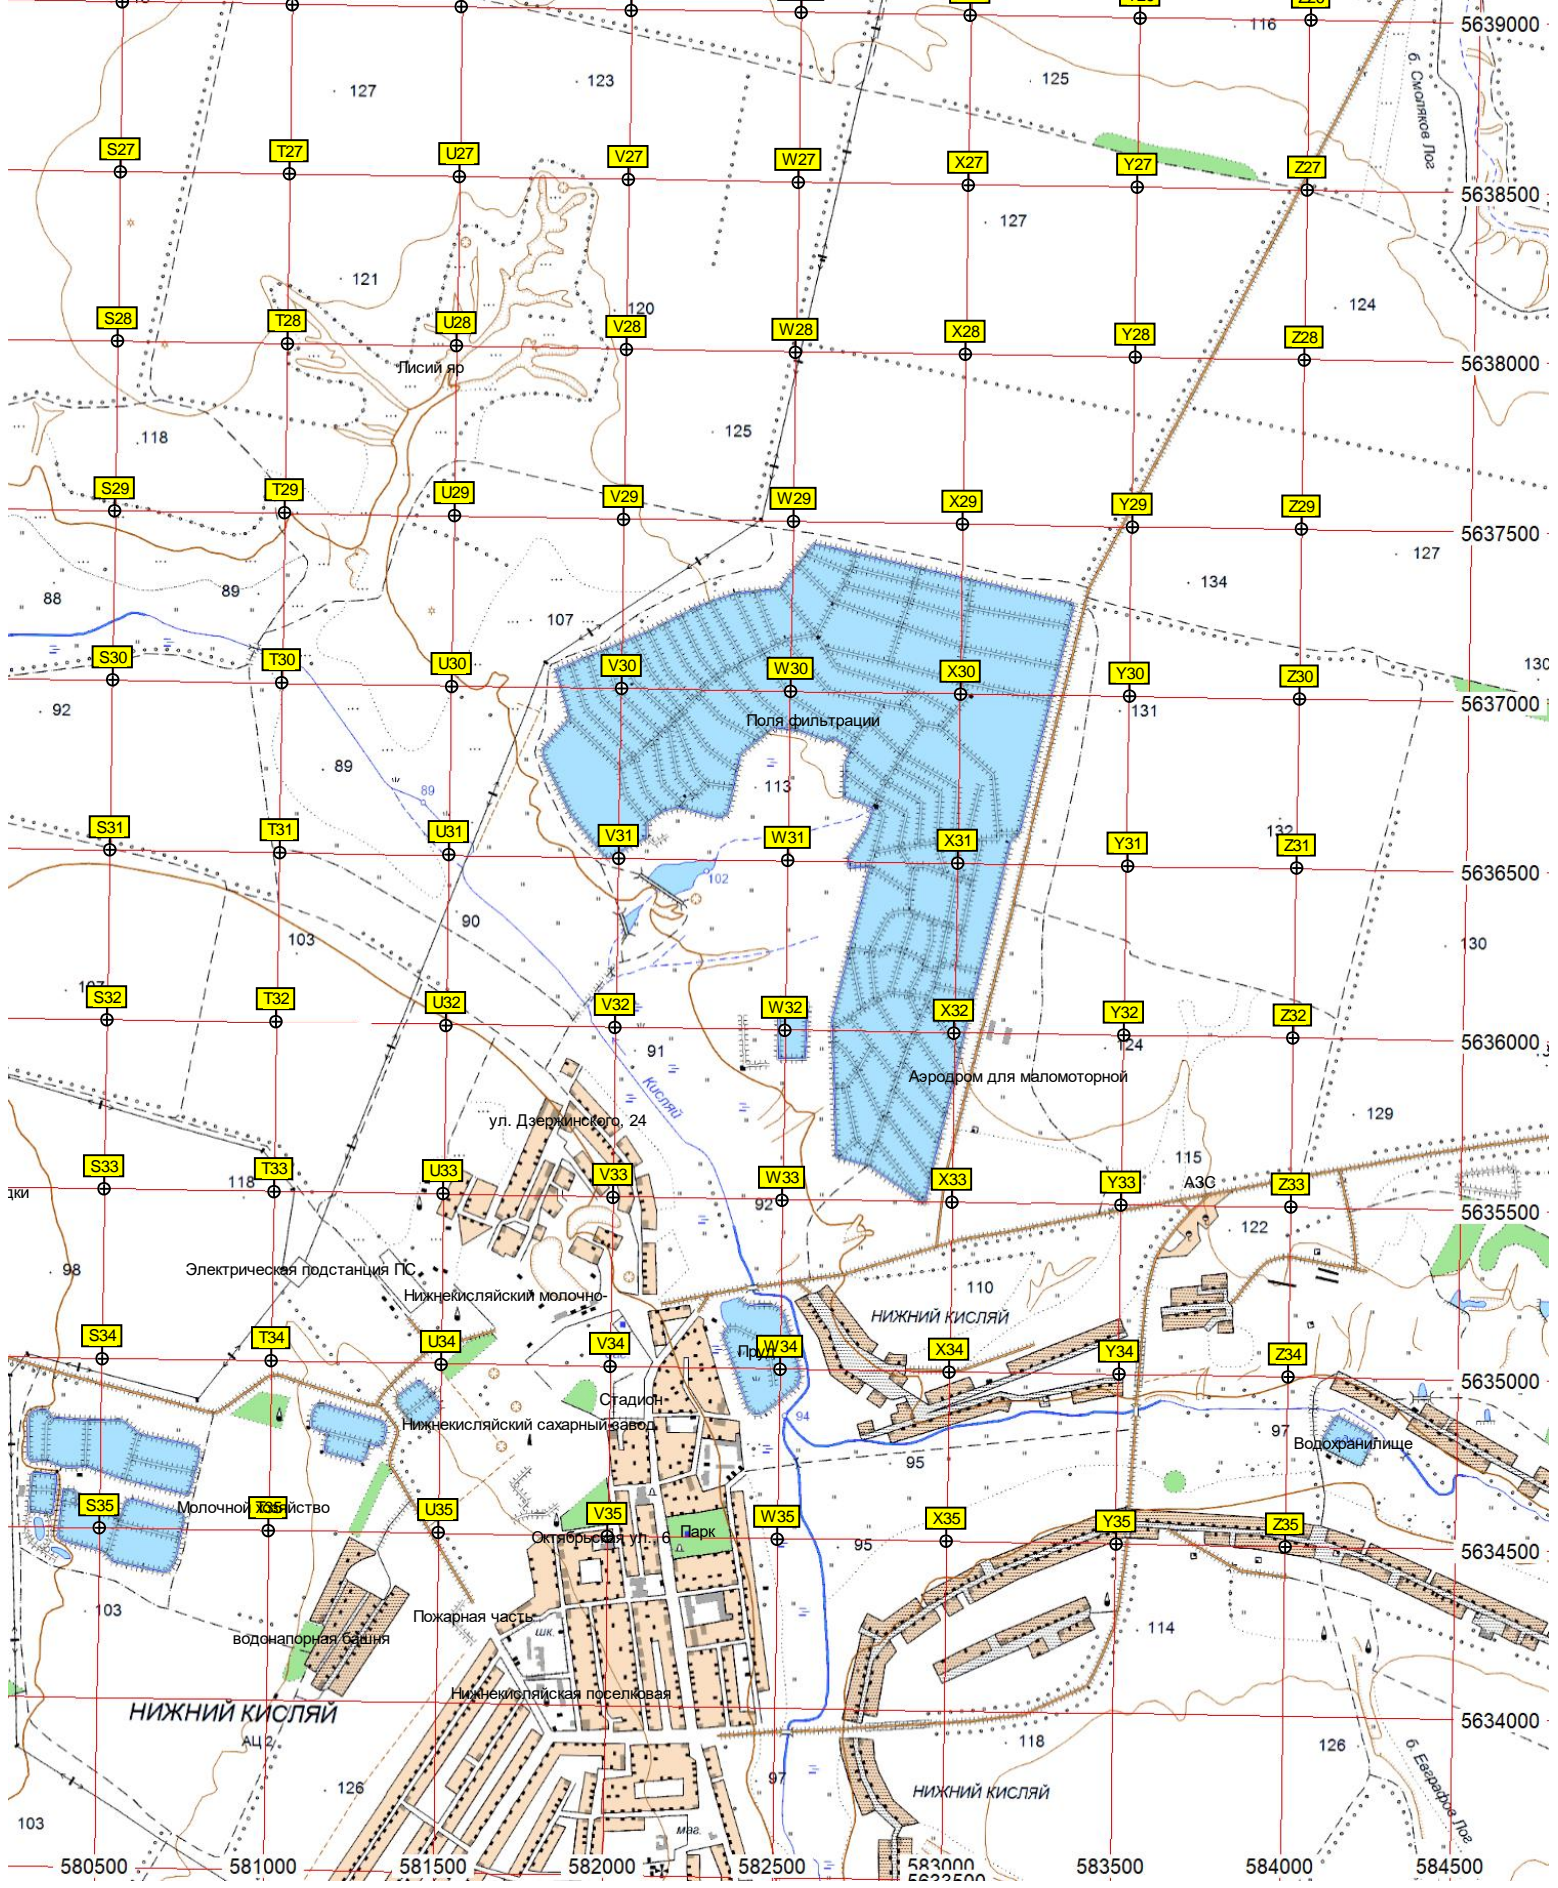 116
5639000
125
123
127
б. Смоляков Лог
S27
T27
U27
V27
W27
X27
Y27
Z27
5638500
127
121
120
124
S28
T28
U28
V28
W28
X28
Y28
Z28
5638000
Лисий яр
118
125
S29
T29
U29
V29
W29
X29
Y29
Z29
5637500
127
134
88
89
107
S30
T30
U30
V30
W30
X30
Y30
Z30
130
5637000
92
131
Поля фильтрации
89
89
113
S31
T31
U31
V31
W31
X31
Y31
132
Z31
5636500
102
90
103
130
S32
T32
U32
V32
W32
X32
Y32
Z32
5636000
91
124
Кисляй
Аэродром для маломоторной
ул. Дзержинского, 24
129
115
S33
T33
U33
V33
W33
X33
Y33
Z33
118
АЗС
92
5635500
дки
122
98
Электрическая подстанция ПС
Нижнекисляйский молочно-
110
НИЖНИЙ КИСЛЯЙ
S34
T34
U34
V34
W34
X34
Y34
Z34
Пруд
5635000
Стадион
Нижнекисляйский сахарный завод
94
97
Водохранилище
95
S35
T35
U35
V35
W35
X35
Y35
Z35
Молочное хозяйство
Октябрьская ул., 6
Парк
95
5634500
103
Пожарная часть
шк.
114
водонапорная башня
Нижнекисляйская поселковая
НИЖНИЙ КИСЛЯЙ
АЦ 2
5634000
118
126
126
97
НИЖНИЙ КИСЛЯЙ
б. Евграфов Лог
103
маг.
580500
581000
581500
582000
582500
583000
583500
584000
584500
5633500